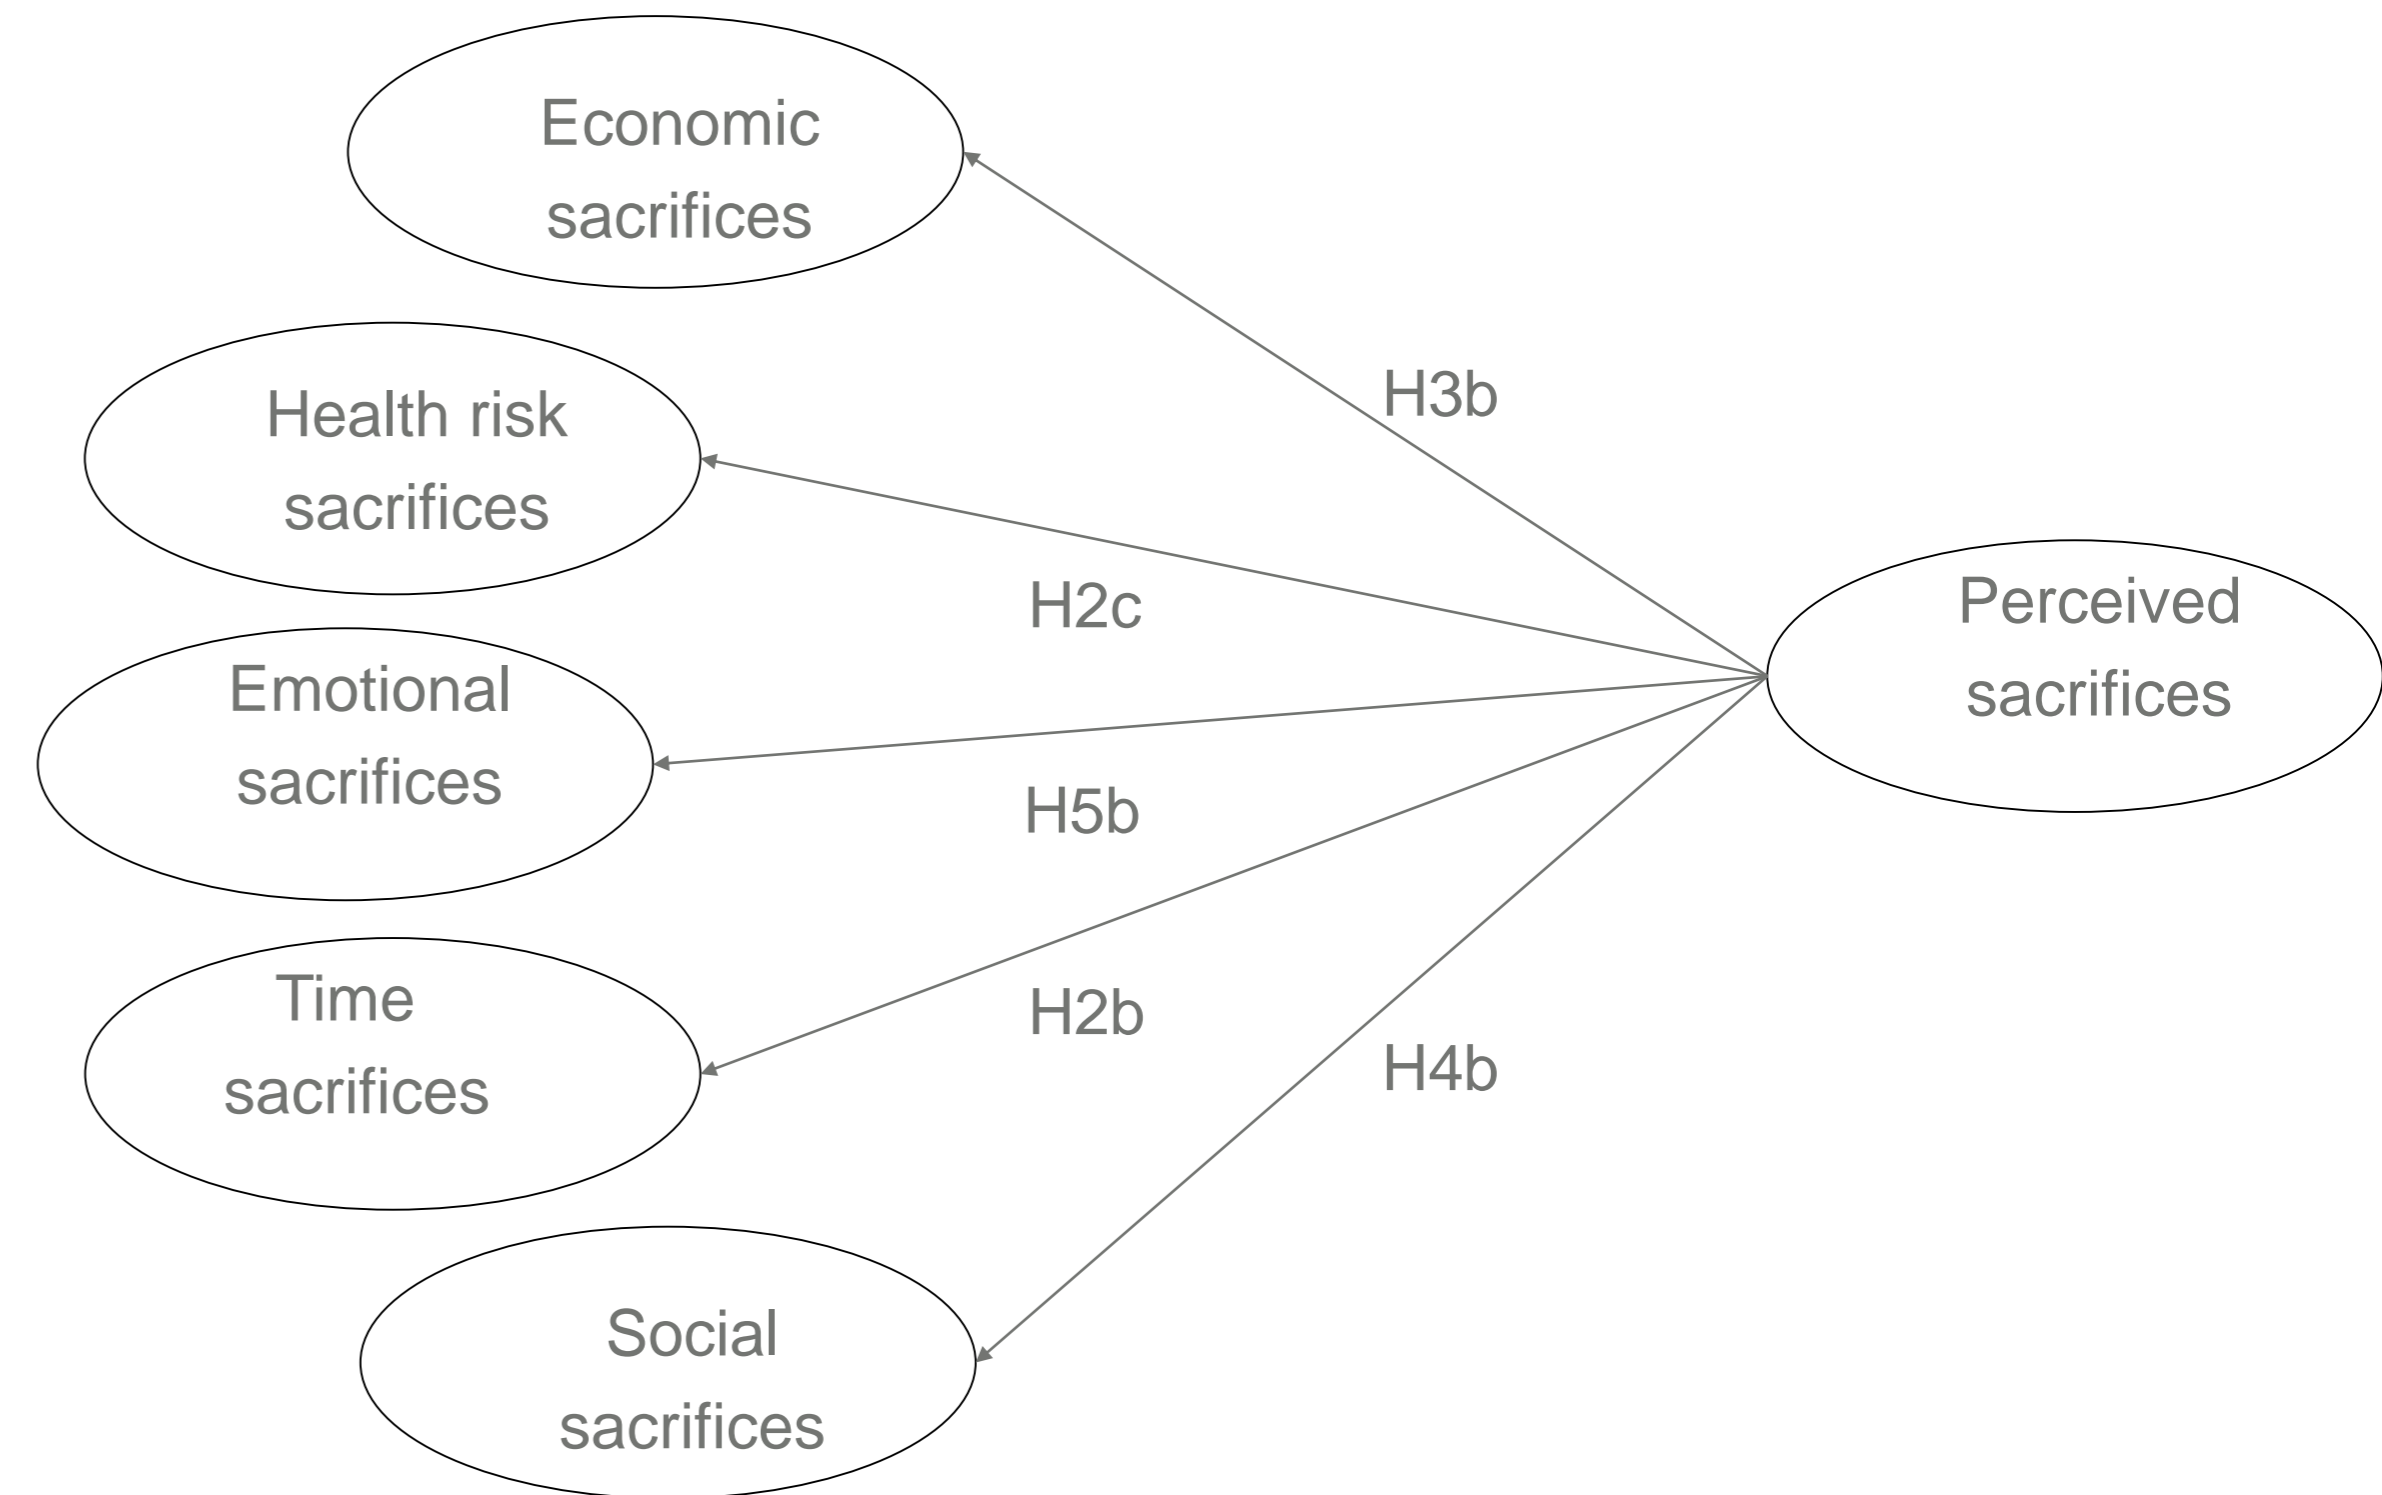 Economic
sacrifices
Health risk
sacrifices
Emotional
sacrifices
Time
sacrifices
Social
sacrifices
H3b
H2c
H5b
H2b
H4b
Perceived
sacrifices